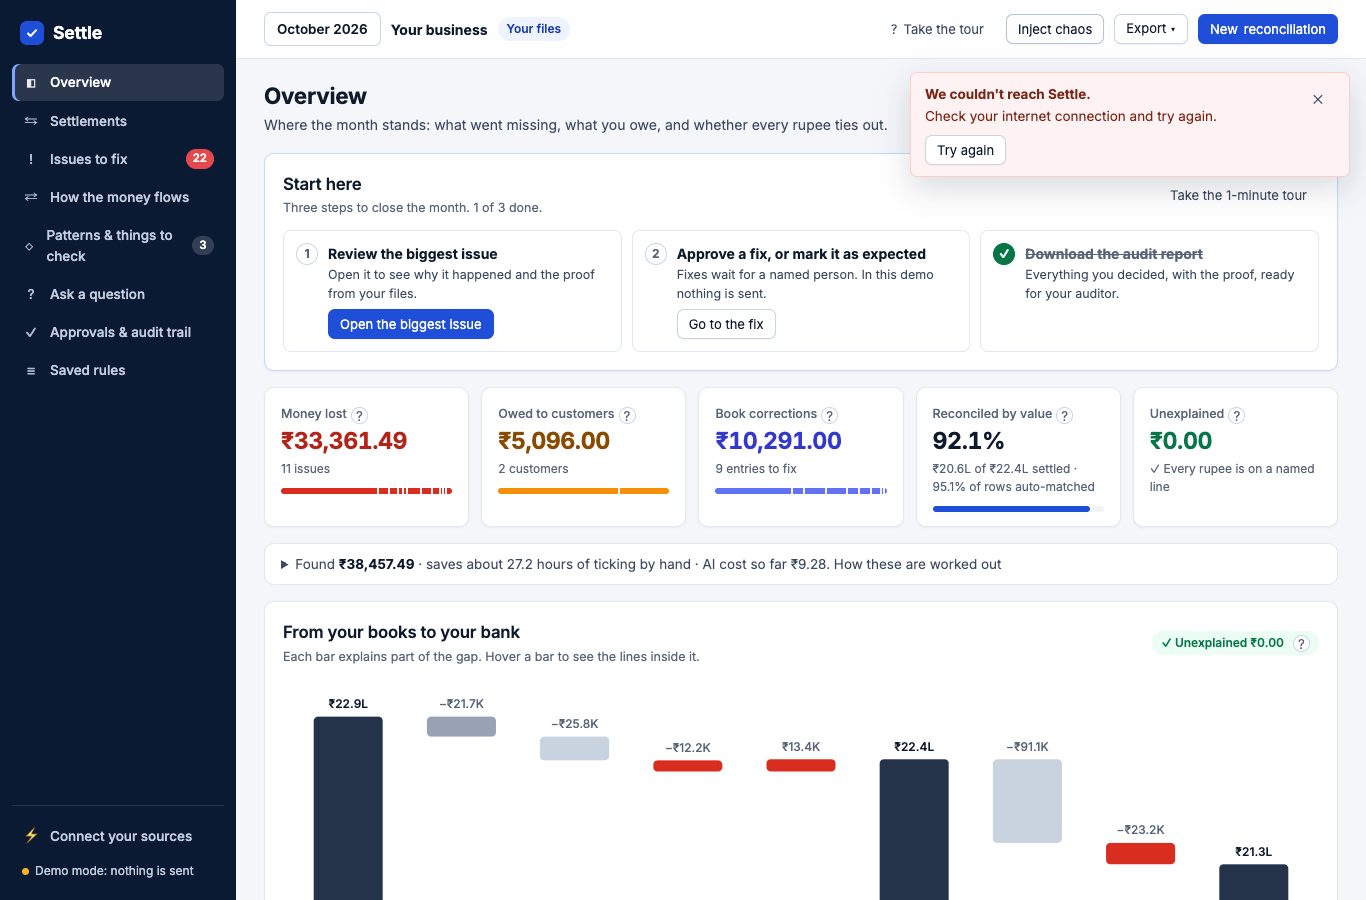 Settle
Overview
Settlements
Issues to fix 22
How the money flows
Patterns & things to check 3
Ask a question
Approvals & audit trail
Saved rules
Connect your sources
Demo mode: nothing is sent
October 2026 Your business Your files ? Take the tour Inject chaos Export New reconciliation
We couldn't reach Settle.
Check your internet connection and try again.
Try again
Overview
Where the month stands: what went missing, what you owe, and whether every rupee ties out.
Start here
Three steps to close the month. 1 of 3 done.
Take the 1-minute tour
1 Review the biggest issue
Open it to see why it happened and the proof
from your files.
Open the biggest issue
2 Approve a fix, or mark it as expected
Fixes wait for a named person. In this demo
nothing is sent.
Go to the fix
Download the audit report
Everything you decided, with the proof, ready
for your auditor.
Money lost ?
₹33,361.49
11 issues
Owed to customers ?
₹5,096.00
2 customers
Book corrections ?
₹10,291.00
9 entries to fix
Reconciled by value ?
92.1%
₹20.6L of ₹22.4L settled ·
95.1% of rows auto-matched
Unexplained ?
₹0.00
✓ Every rupee is on a named
line
Found ₹38,457.49 · saves about 27.2 hours of ticking by hand · AI cost so far ₹9.28. How these are worked out
From your books to your bank
Each bar explains part of the gap. Hover a bar to see the lines inside it.
✓ Unexplained ₹0.00 ?
₹22.9L
−₹21.7K
−₹25.8K
−₹12.2K
₹13.4K
₹22.4L
−₹91.1K
−₹23.2K
₹21.3L